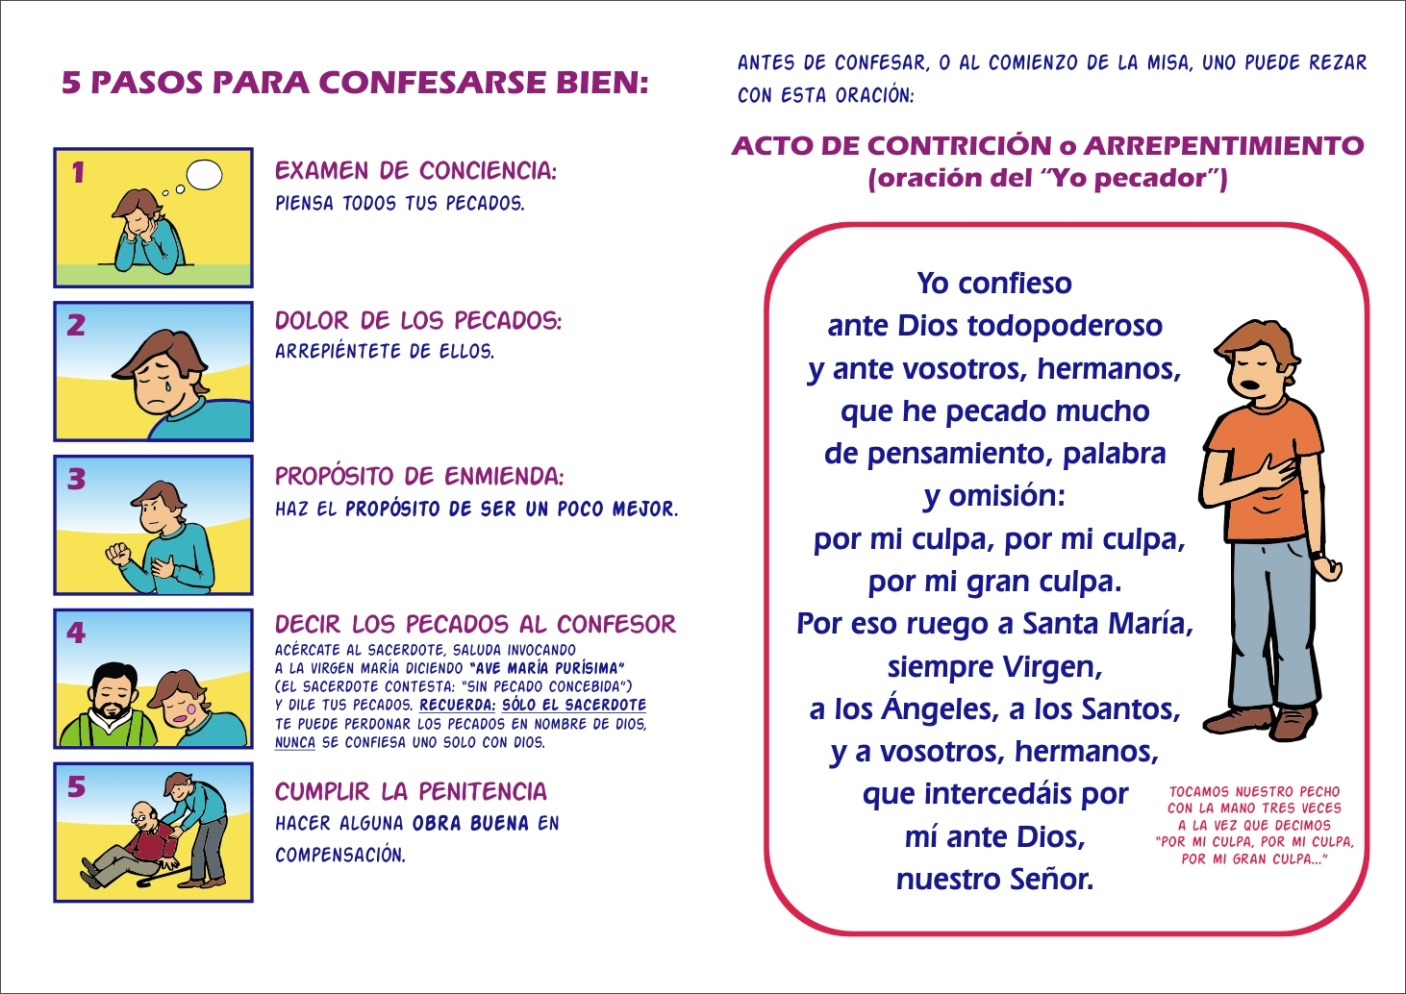 5 PASOS PARA CONFESARSE BIEN:
1
EXAMEN DE CONCIENCIA:
PIENSA TODOS TUS PECADOS.
2
DOLOR DE LOS PECADOS:
ARREPIÉNTETE DE ELLOS.
3
PROPÓSITO DE ENMIENDA:
HAZ EL PROPÓSITO DE SER UN POCO MEJOR.
4
DECIR LOS PECADOS AL CONFESOR
ACÉRCATE AL SACERDOTE, SALUDA INVOCANDO
A LA VIRGEN MARÍA DICIENDO “AVE MARÍA PURÍSIMA”
(EL SACERDOTE CONTESTA: “SIN PECADO CONCEBIDA”)
Y DILE TUS PECADOS. RECUERDA: SÓLO EL SACERDOTE
TE PUEDE PERDONAR LOS PECADOS EN NOMBRE DE DIOS,
NUNCA SE CONFIESA UNO SOLO CON DIOS.
5
CUMPLIR LA PENITENCIA
HACER ALGUNA OBRA BUENA EN
COMPENSACIÓN.
ANTES DE CONFESAR, O AL COMIENZO DE LA MISA, UNO PUEDE REZAR
CON ESTA ORACIÓN:
ACTO DE CONTRICIÓN o ARREPENTIMIENTO
(oración del “Yo pecador”)
Yo confieso
ante Dios todopoderoso
y ante vosotros, hermanos,
que he pecado mucho
de pensamiento, palabra
y omisión:
por mi culpa, por mi culpa,
por mi gran culpa.
Por eso ruego a Santa María,
siempre Virgen,
a los Ángeles, a los Santos,
y a vosotros, hermanos,
que intercedáis por
mí ante Dios,
nuestro Señor.
TOCAMOS NUESTRO PECHO
CON LA MANO TRES VECES
A LA VEZ QUE DECIMOS
“POR MI CULPA, POR MI CULPA,
POR MI GRAN CULPA...”